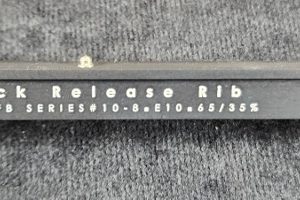 ck Release Rib
FB SERIES#10-8.E10.65/35%